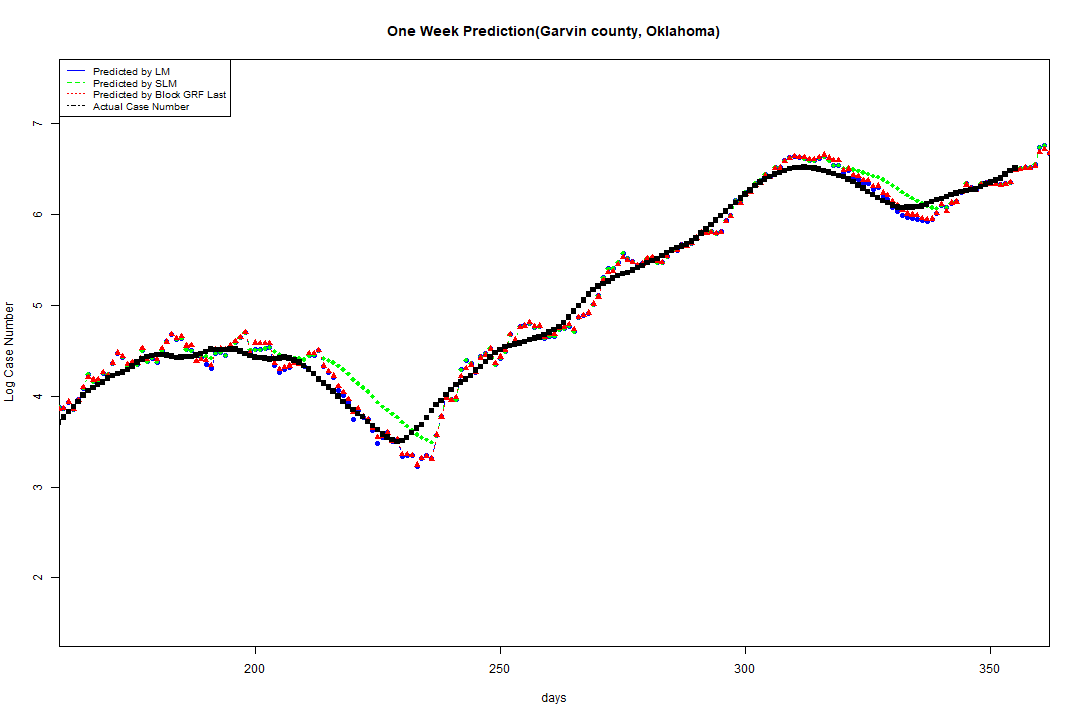 One Week Prediction(Garvin county, Oklahoma)
Predicted by LM
Predicted by SLM
Predicted by Block GRF Last
Actual Case Number
Log Case Number
7
6
5
4
3
2
200 250 300 350
days